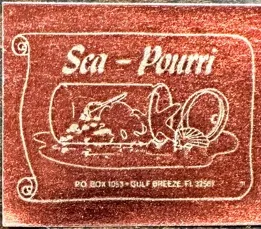 Sea - Pourri
P.O. BOX 1053 • GULF BREEZE, FL 32561